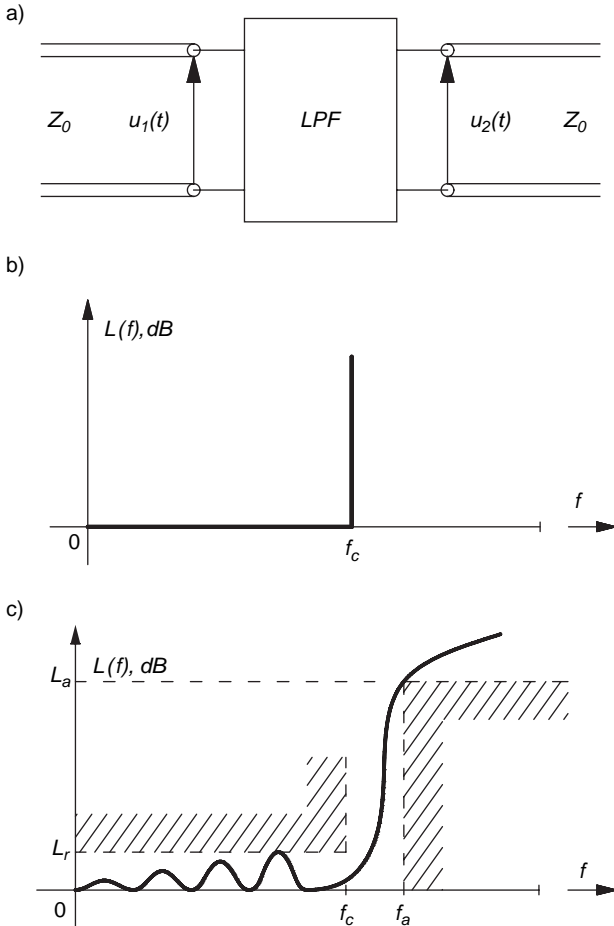 a)
Z0 u1(t) LPF u2(t) Z0
b)
L(f), dB
f
0 fc
c)
La L(f), dB
Lr
f
0 fc fa